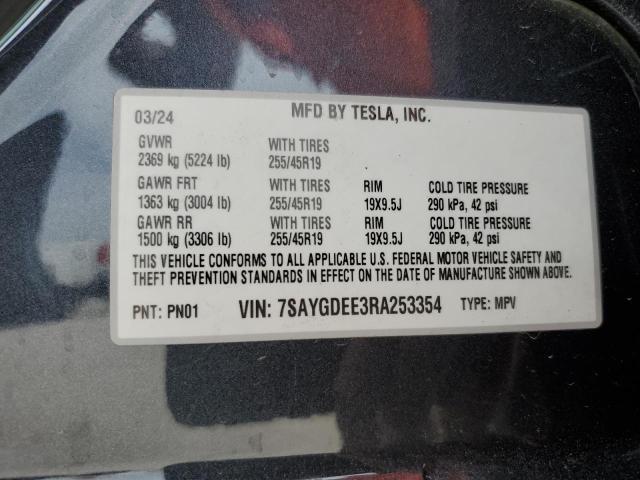 03/24 MFD BY TESLA, INC.
GVWR WITH TIRES
2369 kg (5224 lb) 255/45R19
GAWR FRT WITH TIRES RIM COLD TIRE PRESSURE
1363 kg (3004 lb) 255/45R19 19X9.5J 290 kPa, 42 psi
GAWR RR WITH TIRES RIM COLD TIRE PRESSURE
1500 kg (3306 lb) 255/45R19 19X9.5J 290 kPa, 42 psi
THIS VEHICLE CONFORMS TO ALL APPLICABLE U.S. FEDERAL MOTOR VEHICLE SAFETY AND
THEFT PREVENTION STANDARDS IN EFFECT ON THE DATE OF MANUFACTURE SHOWN ABOVE.
PNT: PN01 VIN: 7SAYGDEE3RA253354 TYPE: MPV